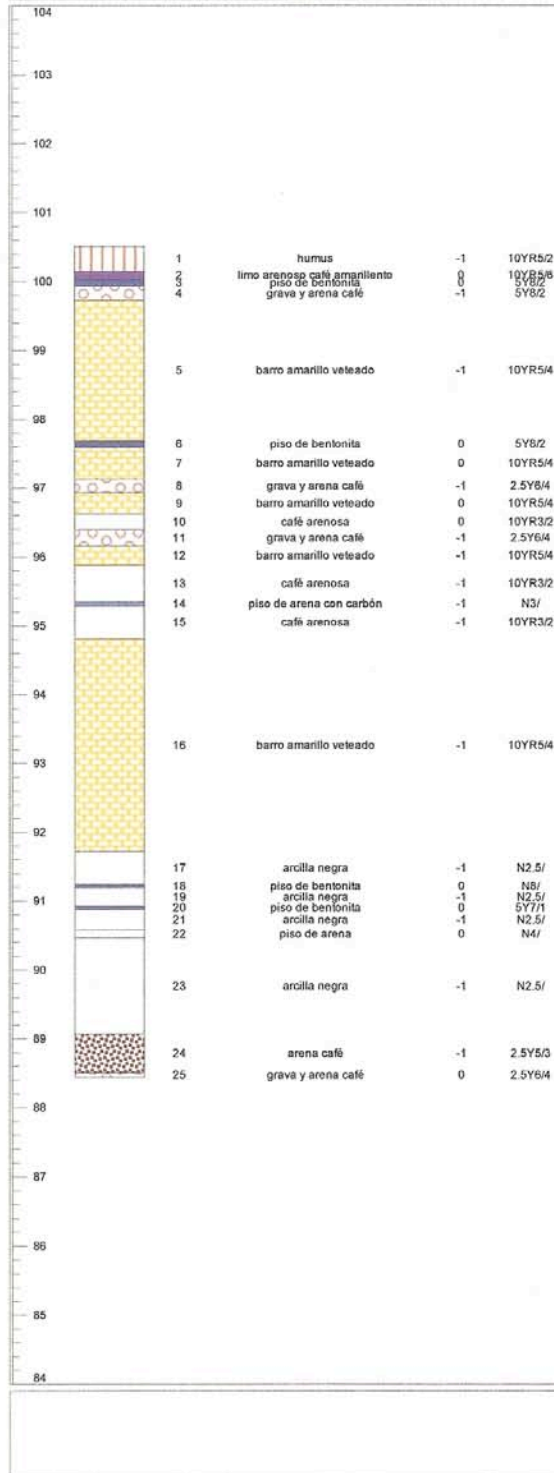 104
103
102
101
1 humus -1 10YR5/2
2 limo arenoso café amarillento 0 10YR5/6
100
3 piso de bentonita 0 5Y8/2
4 grava y arena café -1 5Y8/2
99
5 barro amarillo veteado -1 10YR5/4
98
6 piso de bentonita 0 5Y8/2
7 barro amarillo veteado 0 10YR5/4
97
8 grava y arena café -1 2.5Y6/4
9 barro amarillo veteado 0 10YR5/4
10 café arenosa 0 10YR3/2
11 grava y arena café -1 2.5Y6/4
96
12 barro amarillo veteado -1 10YR5/4
13 café arenosa -1 10YR3/2
14 piso de arena con carbón -1 N3/
95
15 café arenosa -1 10YR3/2
94
16 barro amarillo veteado -1 10YR5/4
93
92
17 arcilla negra -1 N2.5/
18 piso de bentonita 0 N8/
19 arcilla negra -1 N2.5/
91
20 piso de bentonita 0 5Y7/1
21 arcilla negra -1 N2.5/
22 piso de arena 0 N4/
90
23 arcilla negra -1 N2.5/
89
24 arena café -1 2.5Y5/3
25 grava y arena café 0 2.5Y6/4
88
87
86
85
84